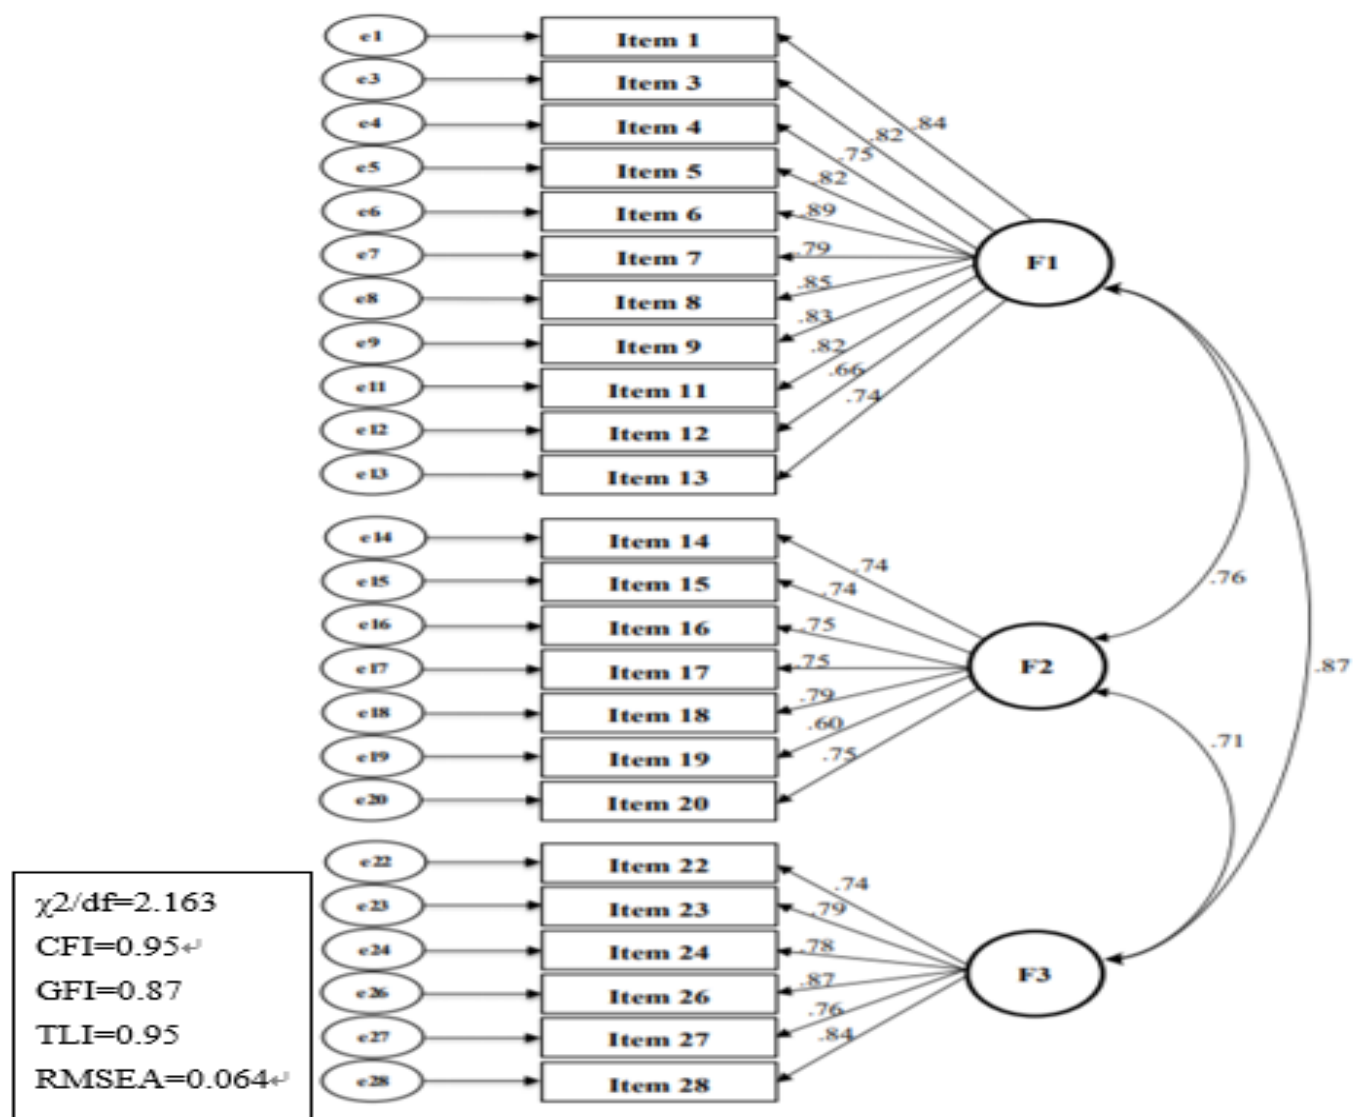 e1 Item 1
e3 Item 3
e4 Item 4
e5 Item 5
e6 Item 6
e7 Item 7
e8 Item 8
e9 Item 9
e11 Item 11
e12 Item 12
e13 Item 13
.84
.82
.75
.82
.89
.79
.85
.83
.82
.66
.74
F1
e14 Item 14
e15 Item 15
e16 Item 16
e17 Item 17
e18 Item 18
e19 Item 19
e20 Item 20
.74
.74
.75
.75
.79
.60
.75
F2
.76
.87
.71
e22 Item 22
e23 Item 23
e24 Item 24
e26 Item 26
e27 Item 27
e28 Item 28
.74
.79
.78
.87
.76
.84
F3
χ2/df=2.163
CFI=0.95↵
GFI=0.87
TLI=0.95
RMSEA=0.064↵